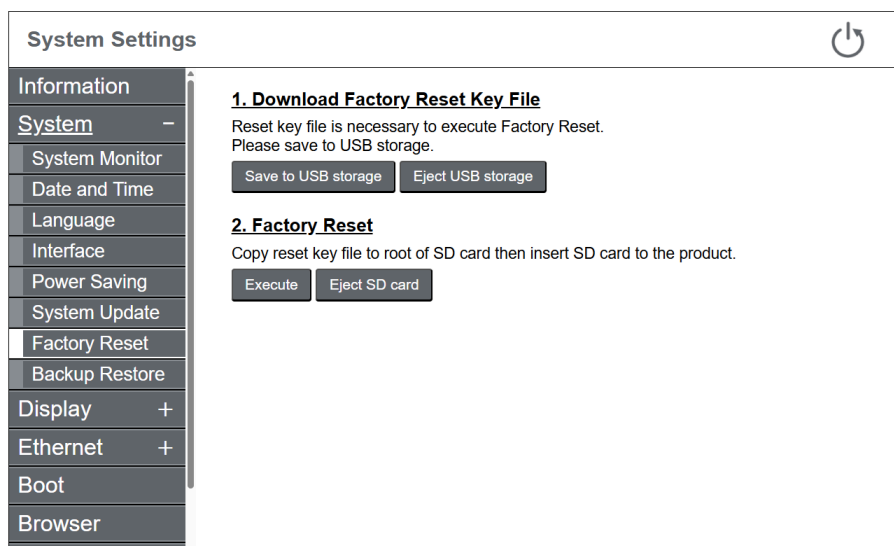 System Settings
Information
System −
System Monitor
Date and Time
Language
Interface
Power Saving
System Update
Factory Reset
Backup Restore
Display +
Ethernet +
Boot
Browser
1. Download Factory Reset Key File
Reset key file is necessary to execute Factory Reset.
Please save to USB storage.
Save to USB storage Eject USB storage
2. Factory Reset
Copy reset key file to root of SD card then insert SD card to the product.
Execute Eject SD card